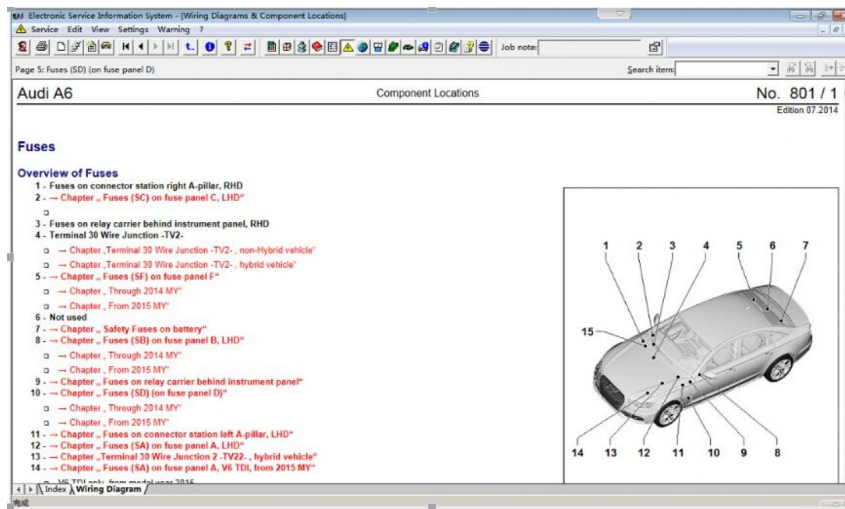 Electronic Service Information System - [Wiring Diagrams & Component Locations]
Service Edit View Settings Warning ?
Job note:
Page 5: Fuses (SD) (on fuse panel D)
Search item:
Audi A6 Component Locations No. 801 / 1
Edition 07.2014
Fuses
Overview of Fuses
1 - Fuses on connector station right A-pillar, RHD
2 - → Chapter „ Fuses (SC) on fuse panel C, LHD“
3 - Fuses on relay carrier behind instrument panel, RHD
4 - Terminal 30 Wire Junction -TV2-
→ Chapter „Terminal 30 Wire Junction -TV2- , non-Hybrid vehicle“
→ Chapter „Terminal 30 Wire Junction -TV2- , hybrid vehicle“
5 - → Chapter „ Fuses (SF) on fuse panel F“
→ Chapter „ Through 2014 MY“
→ Chapter „ From 2015 MY“
6 - Not used
7 - → Chapter „ Safety Fuses on battery“
8 - → Chapter „ Fuses (SB) on fuse panel B, LHD“
→ Chapter „ Through 2014 MY“
→ Chapter „ From 2015 MY“
9 - → Chapter „ Fuses on relay carrier behind instrument panel“
10 - → Chapter „ Fuses (SD) (on fuse panel D)“
→ Chapter „ Through 2014 MY“
→ Chapter „ From 2015 MY“
11 - → Chapter „ Fuses on connector station left A-pillar, LHD“
12 - → Chapter „ Fuses (SA) on fuse panel A, LHD“
13 - → Chapter „Terminal 30 Wire Junction 2 -TV22- , hybrid vehicle“
14 - → Chapter „ Fuses (SA) on fuse panel A, V6 TDI, from 2015 MY“
V6 TDI only, from model year 2015
1 2 3 4 5 6 7
15
14 13 12 11 10 9 8
Index Wiring Diagram
完成